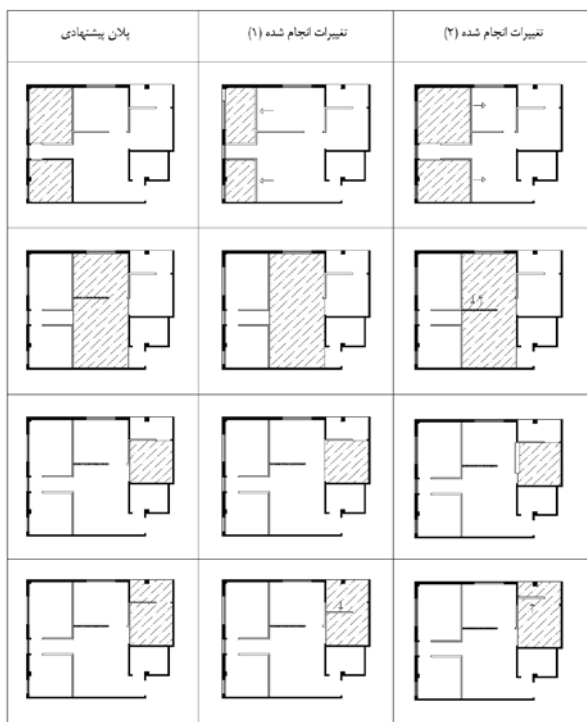 تغییرات انجام شده (۲)
تغییرات انجام شده (۱)
پلان پیشنهادی